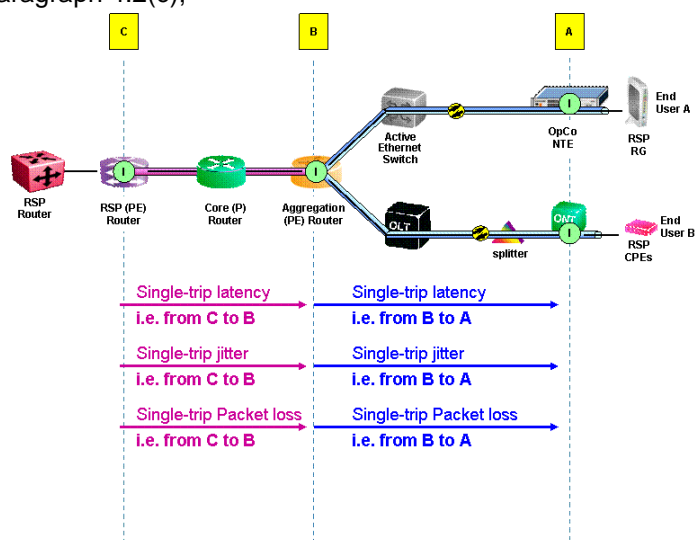 aragraph 4.2(c),
C
B
A
End
User A
Active
Ethernet
Switch
OpCo
NTE
RSP
RG
RSP
Router
RSP (PE)
Router
Core (P)
Router
Aggregation
(PE) Router
OLT
splitter
ONT
End
User B
RSP
CPEs
Single-trip latency
i.e. from C to B
Single-trip latency
i.e. from B to A
Single-trip jitter
i.e. from C to B
Single-trip jitter
i.e. from B to A
Single-trip Packet loss
i.e. from C to B
Single-trip Packet loss
i.e. from B to A
I
I
I
I